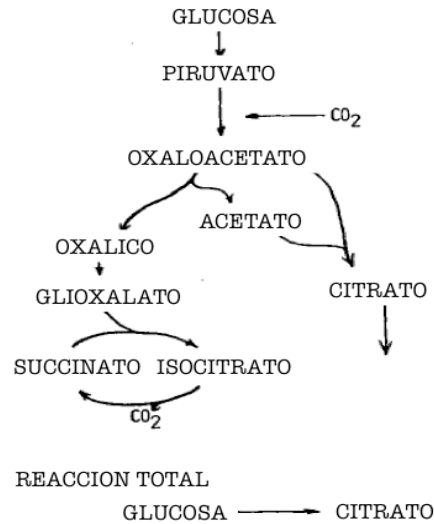 GLUCOSA
PIRUVATO
CO2
OXALOACETATO
ACETATO
OXALICO
GLIOXALATO
CITRATO
SUCCINATO ISOCITRATO
CO2
REACCION TOTAL
GLUCOSA CITRATO